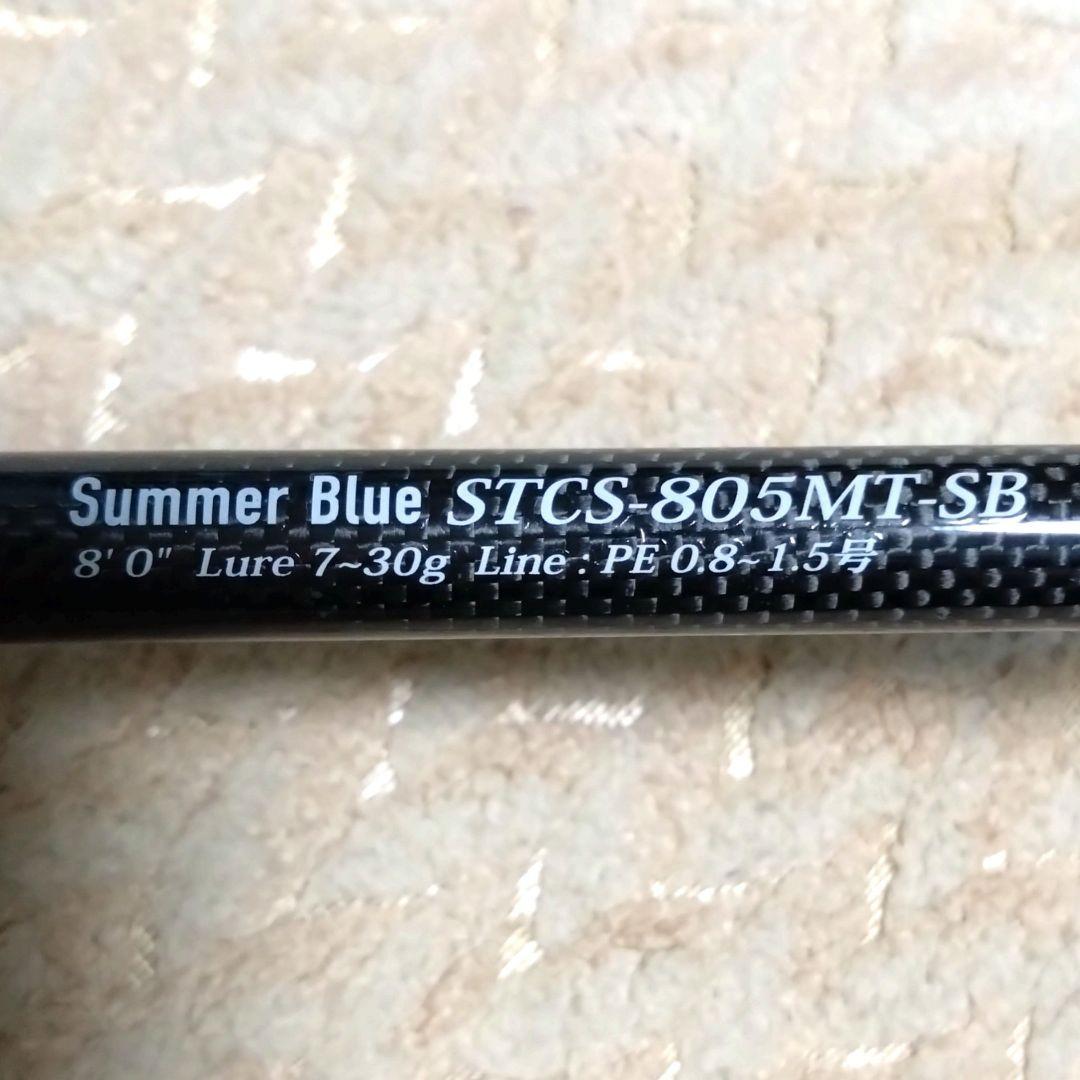 Summer Blue STCS-805MT-SB
8' 0" Lure 7~30g Line : PE 0.8~1.5号